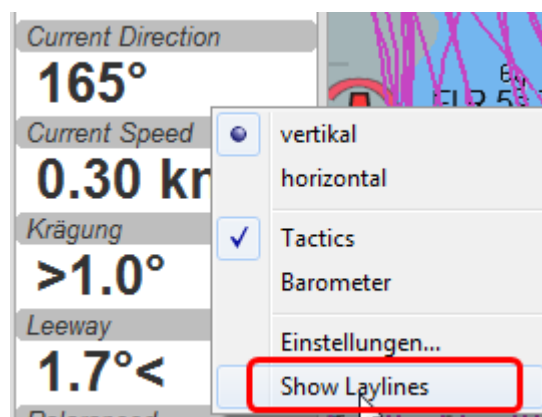 Current Direction
165°
Current Speed
0.30 kr
Krägung
>1.0°
Leeway
1.7°<
vertikal
horizontal
Tactics
Barometer
Einstellungen...
Show Laylines